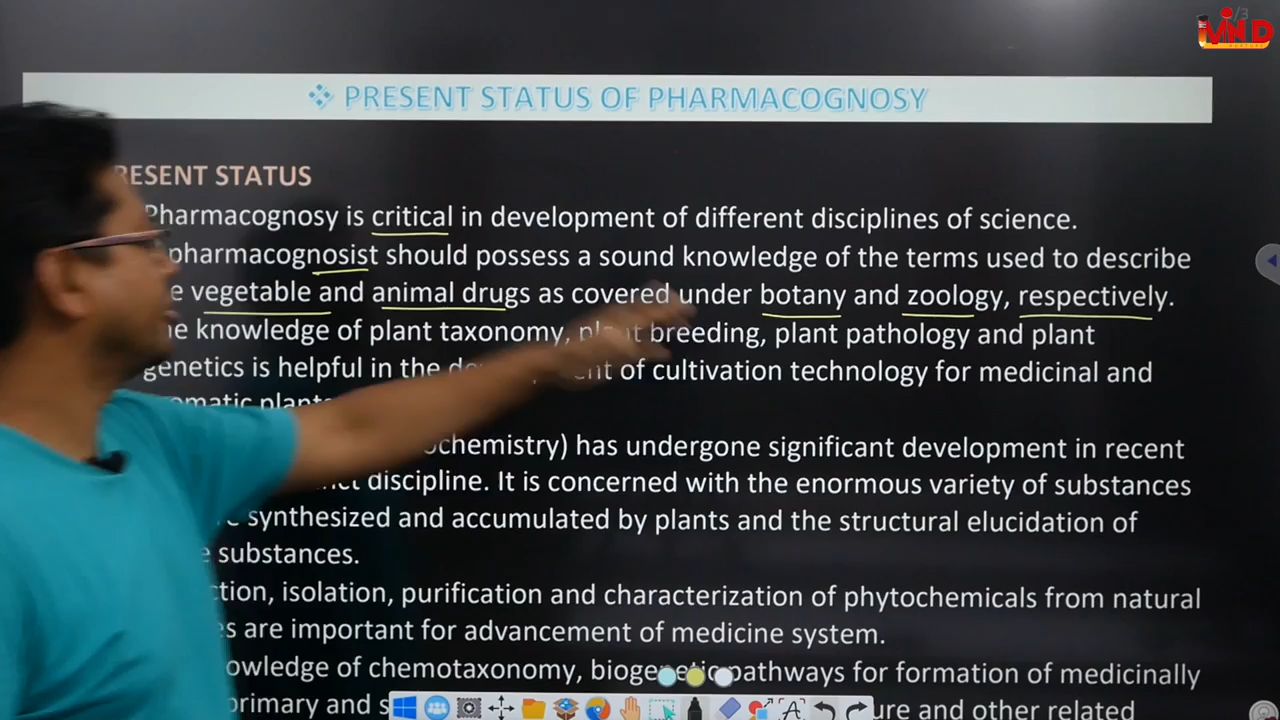 /3
MIND
PRESENT STATUS OF PHARMACOGNOSY
RESENT STATUS
Pharmacognosy is critical in development of different disciplines of science.
pharmacognosist should possess a sound knowledge of the terms used to describe
vegetable and animal drugs as covered under botany and zoology, respectively.
knowledge of plant taxonomy, breeding, plant pathology and plant
genetics is helpful in the of cultivation technology for medicinal and
ochemistry) has undergone significant development in recent
discipline. It is concerned with the enormous variety of substances
synthesized and accumulated by plants and the structural elucidation of
substances.
ction, isolation, purification and characterization of phytochemicals from natural
es are important for advancement of medicine system.
owledge of chemotaxonomy, pathways for formation of medicinally
primary and s ure and other related